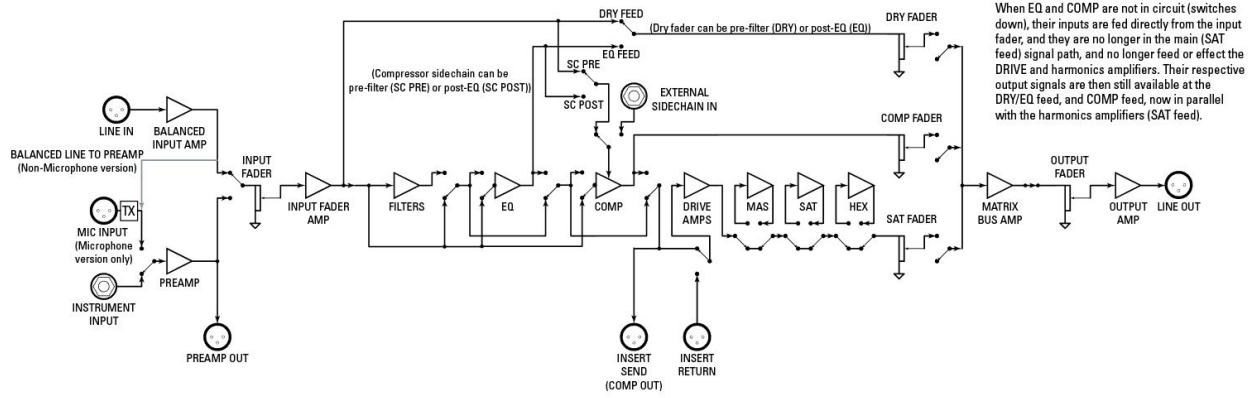 When EQ and COMP are not in circuit (switches
down), their inputs are fed directly from the input
fader, and they are no longer in the main (SAT
feed) signal path, and no longer feed or effect the
DRIVE and harmonics amplifiers. Their respective
output signals are then still available at the
DRY/EQ feed, and COMP feed, now in parallel
with the harmonics amplifiers (SAT feed).
DRY FEED
(Dry fader can be pre-filter (DRY) or post-EQ (EQ))
DRY FADER
EQ FEED
SC PRE
(Compressor sidechain can be
pre-filter (SC PRE) or post-EQ (SC POST))
SC POST
EXTERNAL
SIDECHAIN IN
LINE IN
BALANCED
INPUT AMP
COMP FADER
BALANCED LINE TO PREAMP
(Non-Microphone version)
INPUT
FADER
OUTPUT
FADER
TX
INPUT FADER
AMP
FILTERS
EQ
COMP
DRIVE
AMPS
MAS
SAT
HEX
MATRIX
BUS AMP
OUTPUT
AMP
LINE OUT
MIC INPUT
(Microphone
version only)
SAT FADER
PREAMP
INSTRUMENT
INPUT
PREAMP OUT
INSERT
SEND
(COMP OUT)
INSERT
RETURN